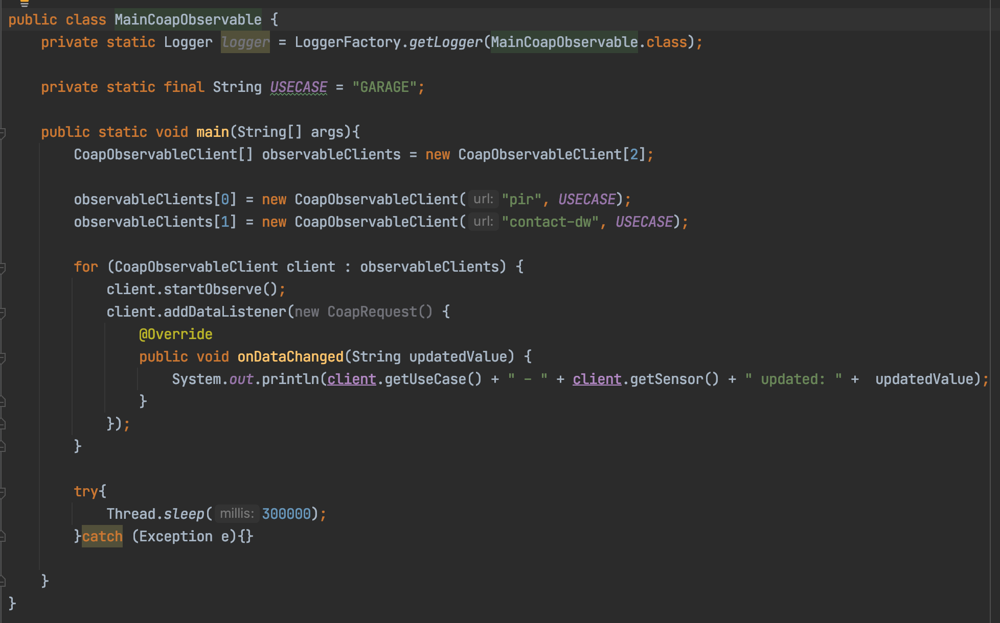 public class MainCoapObservable {
    private static Logger logger = LoggerFactory.getLogger(MainCoapObservable.class);

    private static final String USECASE = "GARAGE";

    public static void main(String[] args){
        CoapObservableClient[] observableClients = new CoapObservableClient[2];

        observableClients[0] = new CoapObservableClient( url: "pir", USECASE);
        observableClients[1] = new CoapObservableClient( url: "contact-dw", USECASE);

        for (CoapObservableClient client : observableClients) {
            client.startObserve();
            client.addDataListener(new CoapRequest() {
                @Override
                public void onDataChanged(String updatedValue) {
                    System.out.println(client.getUseCase() + " - " + client.getSensor() + " updated: " +  updatedValue);
                }
            });
        }

        try{
            Thread.sleep( millis: 300000);
        }catch (Exception e){}

    }
}